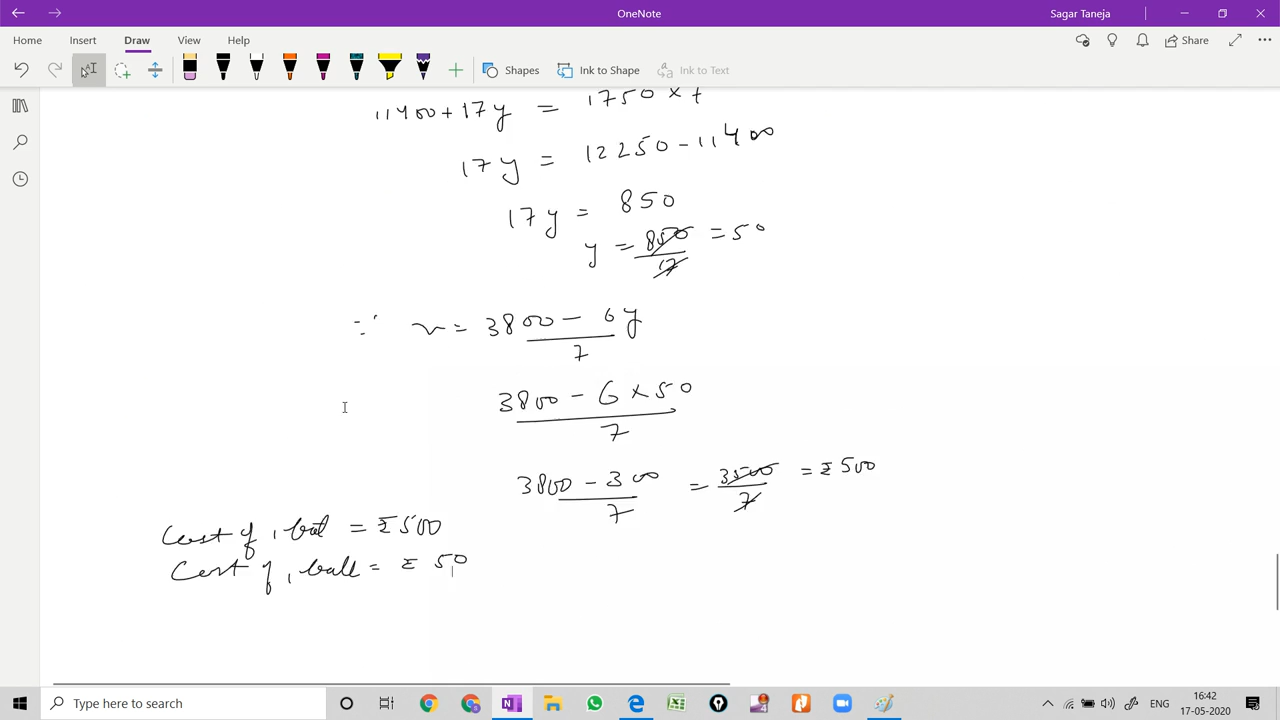 OneNote
Sagar Taneja
Home Insert Draw View Help
Share
Shapes Ink to Shape Ink to Text
11400 + 17y = 1750 × 7
17y = 12250 - 11400
17y = 850
y = 850/17 = 50
∵ x = 3800 - 6y/7
3800 - 6 × 50/7
3800 - 300/7 = 3500/7 = ₹500
Cost of 1 bat = ₹500
Cost of 1 ball = ₹ 50
Type here to search
ENG
16:42
17-05-2020